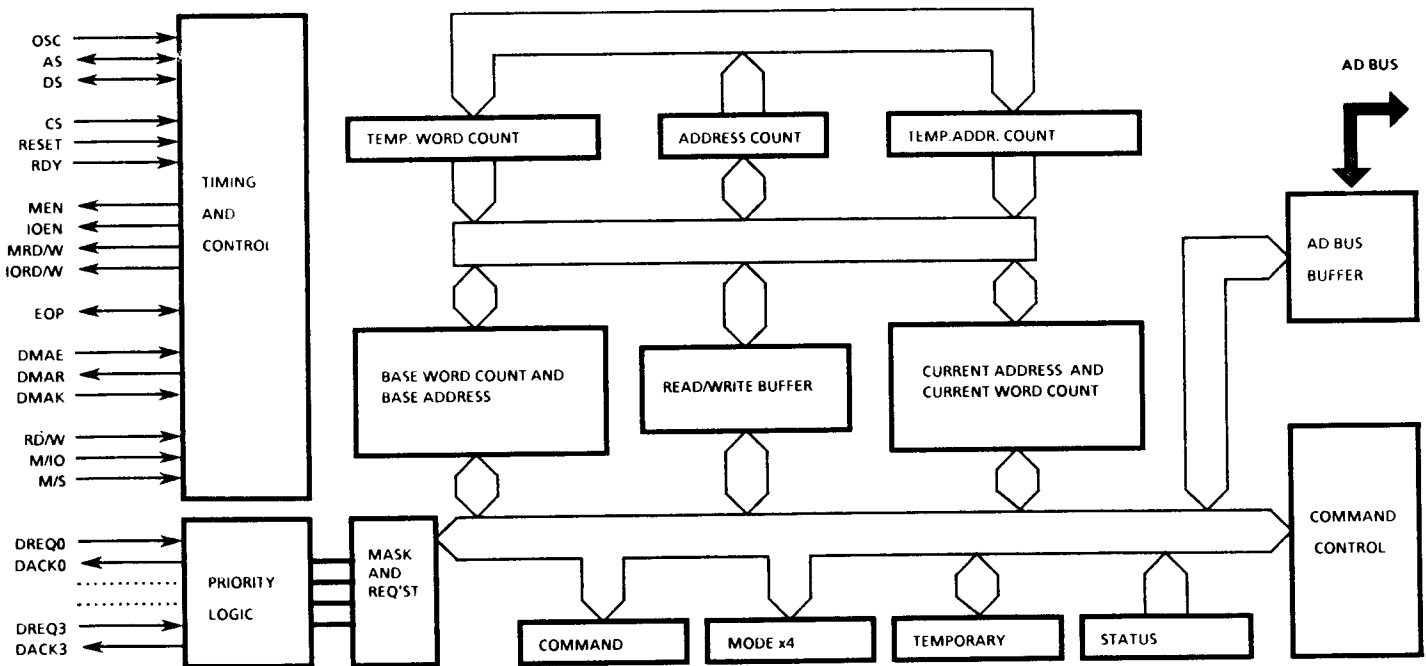 OSC
AS
DS
CS
RESET
RDY
MEN
IOEN
MRD/W
IORD/W
EOP
DMAE
DMAR
DMAK
RD/W
M/IO
M/S
DREQ0
DACK0
DREQ3
DACK3
TIMING
AND
CONTROL
PRIORITY
LOGIC
MASK
AND
REQ'ST
TEMP. WORD COUNT
ADDRESS COUNT
TEMP.ADDR. COUNT
BASE WORD COUNT AND
BASE ADDRESS
READ/WRITE BUFFER
CURRENT ADDRESS AND
CURRENT WORD COUNT
COMMAND
MODE x4
TEMPORARY
STATUS
AD BUS
AD BUS
BUFFER
COMMAND
CONTROL